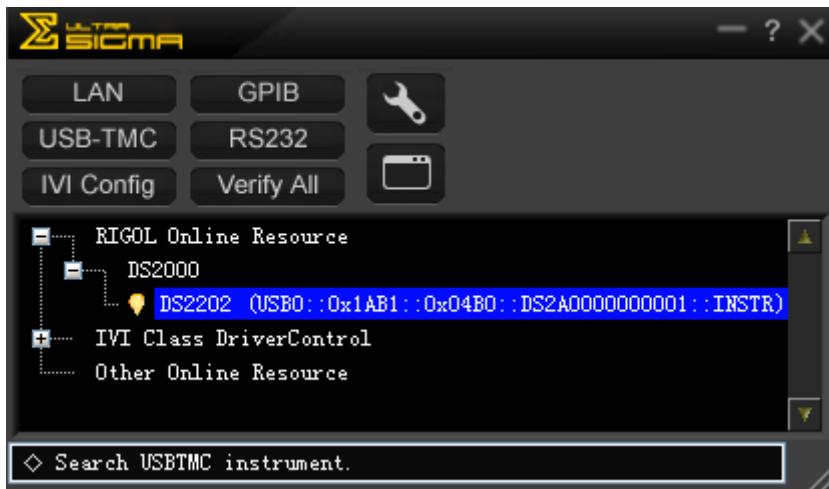 ULTRA
SIGMA
?
LAN GPIB
USB-TMC RS232
IVI Config Verify All
RIGOL Online Resource
DS2000
DS2202 (USB0::0x1AB1::0x04B0::DS2A0000000001::INSTR)
IVI Class DriverControl
Other Online Resource
◇ Search USBTMC instrument.